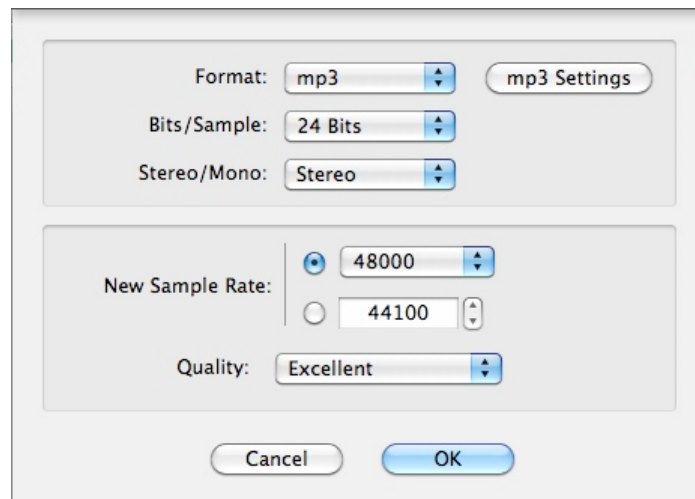 Format: mp3 mp3 Settings
Bits/Sample: 24 Bits
Stereo/Mono: Stereo
48000
New Sample Rate:
44100
Quality: Excellent
Cancel OK